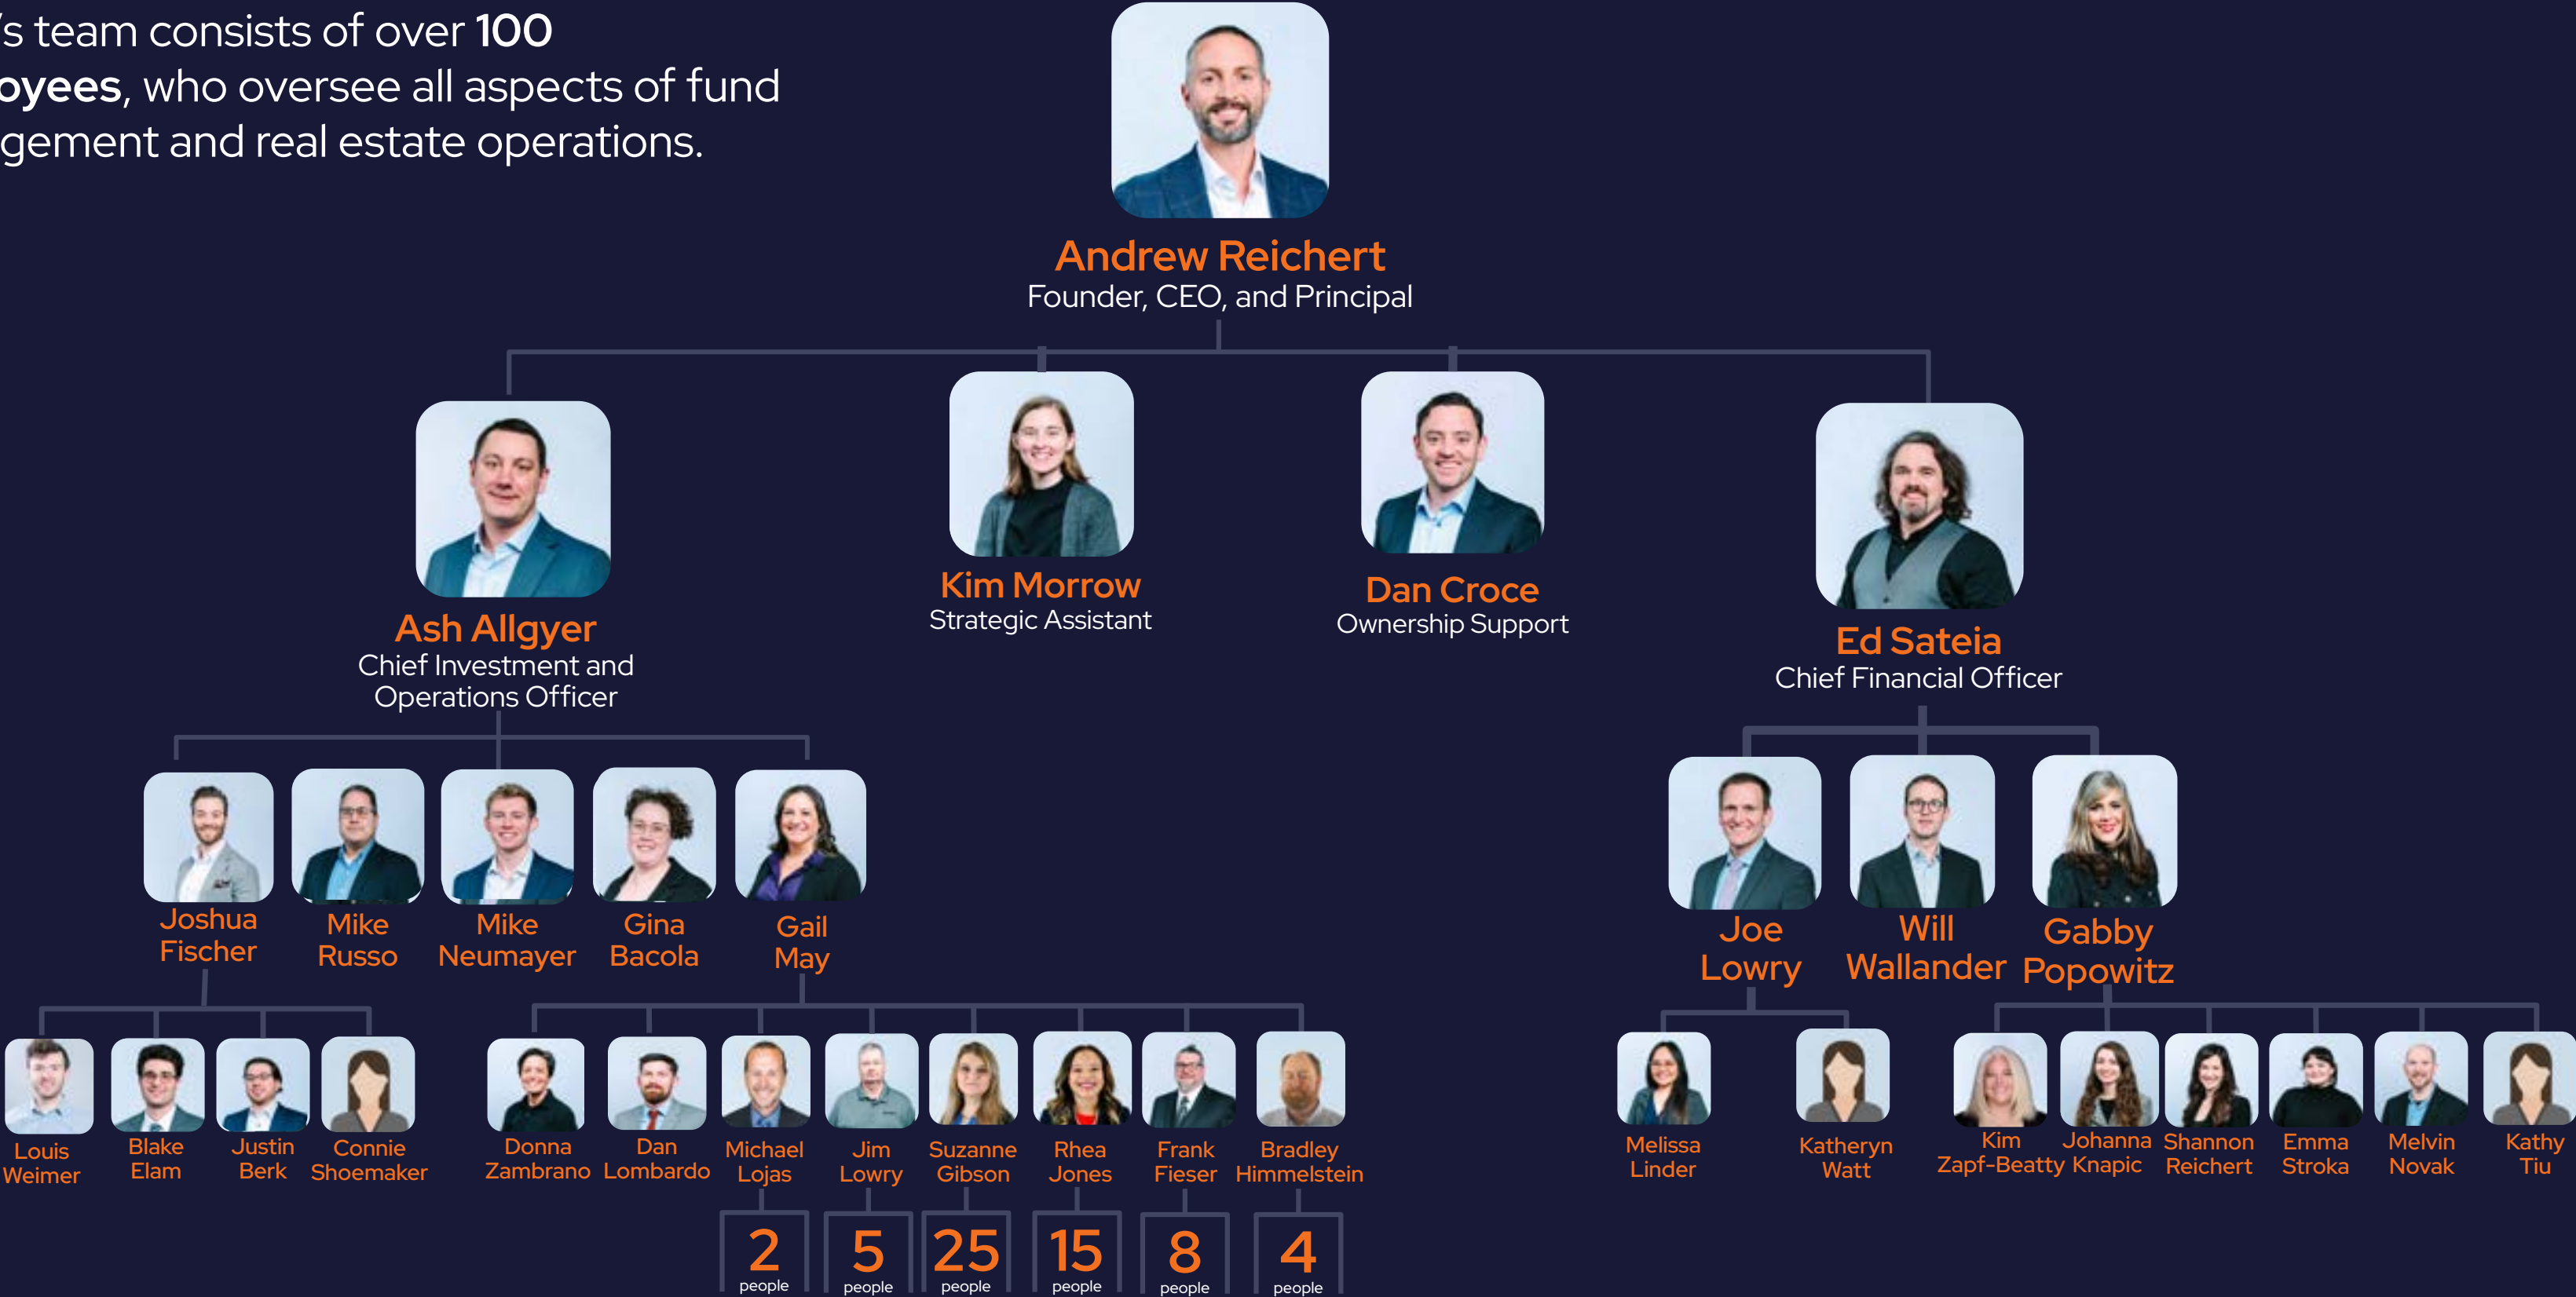 's team consists of over 100
oyees, who oversee all aspects of fund
gement and real estate operations.
Andrew Reichert
Founder, CEO, and Principal
Ash Allgyer
Chief Investment and
Operations Officer
Kim Morrow
Strategic Assistant
Dan Croce
Ownership Support
Ed Sateia
Chief Financial Officer
Joshua
Fischer
Mike
Russo
Mike
Neumayer
Gina
Bacola
Gail
May
Joe
Lowry
Will
Wallander
Gabby
Popowitz
Louis
Weimer
Blake
Elam
Justin
Berk
Connie
Shoemaker
Donna
Zambrano
Dan
Lombardo
Michael
Lojas
Jim
Lowry
Suzanne
Gibson
Rhea
Jones
Frank
Fieser
Bradley
Himmelstein
Melissa
Linder
Katheryn
Watt
Kim
Zapf-Beatty
Johanna
Knapic
Shannon
Reichert
Emma
Stroka
Melvin
Novak
Kathy
Tiu
2
people
5
people
25
people
15
people
8
people
4
people